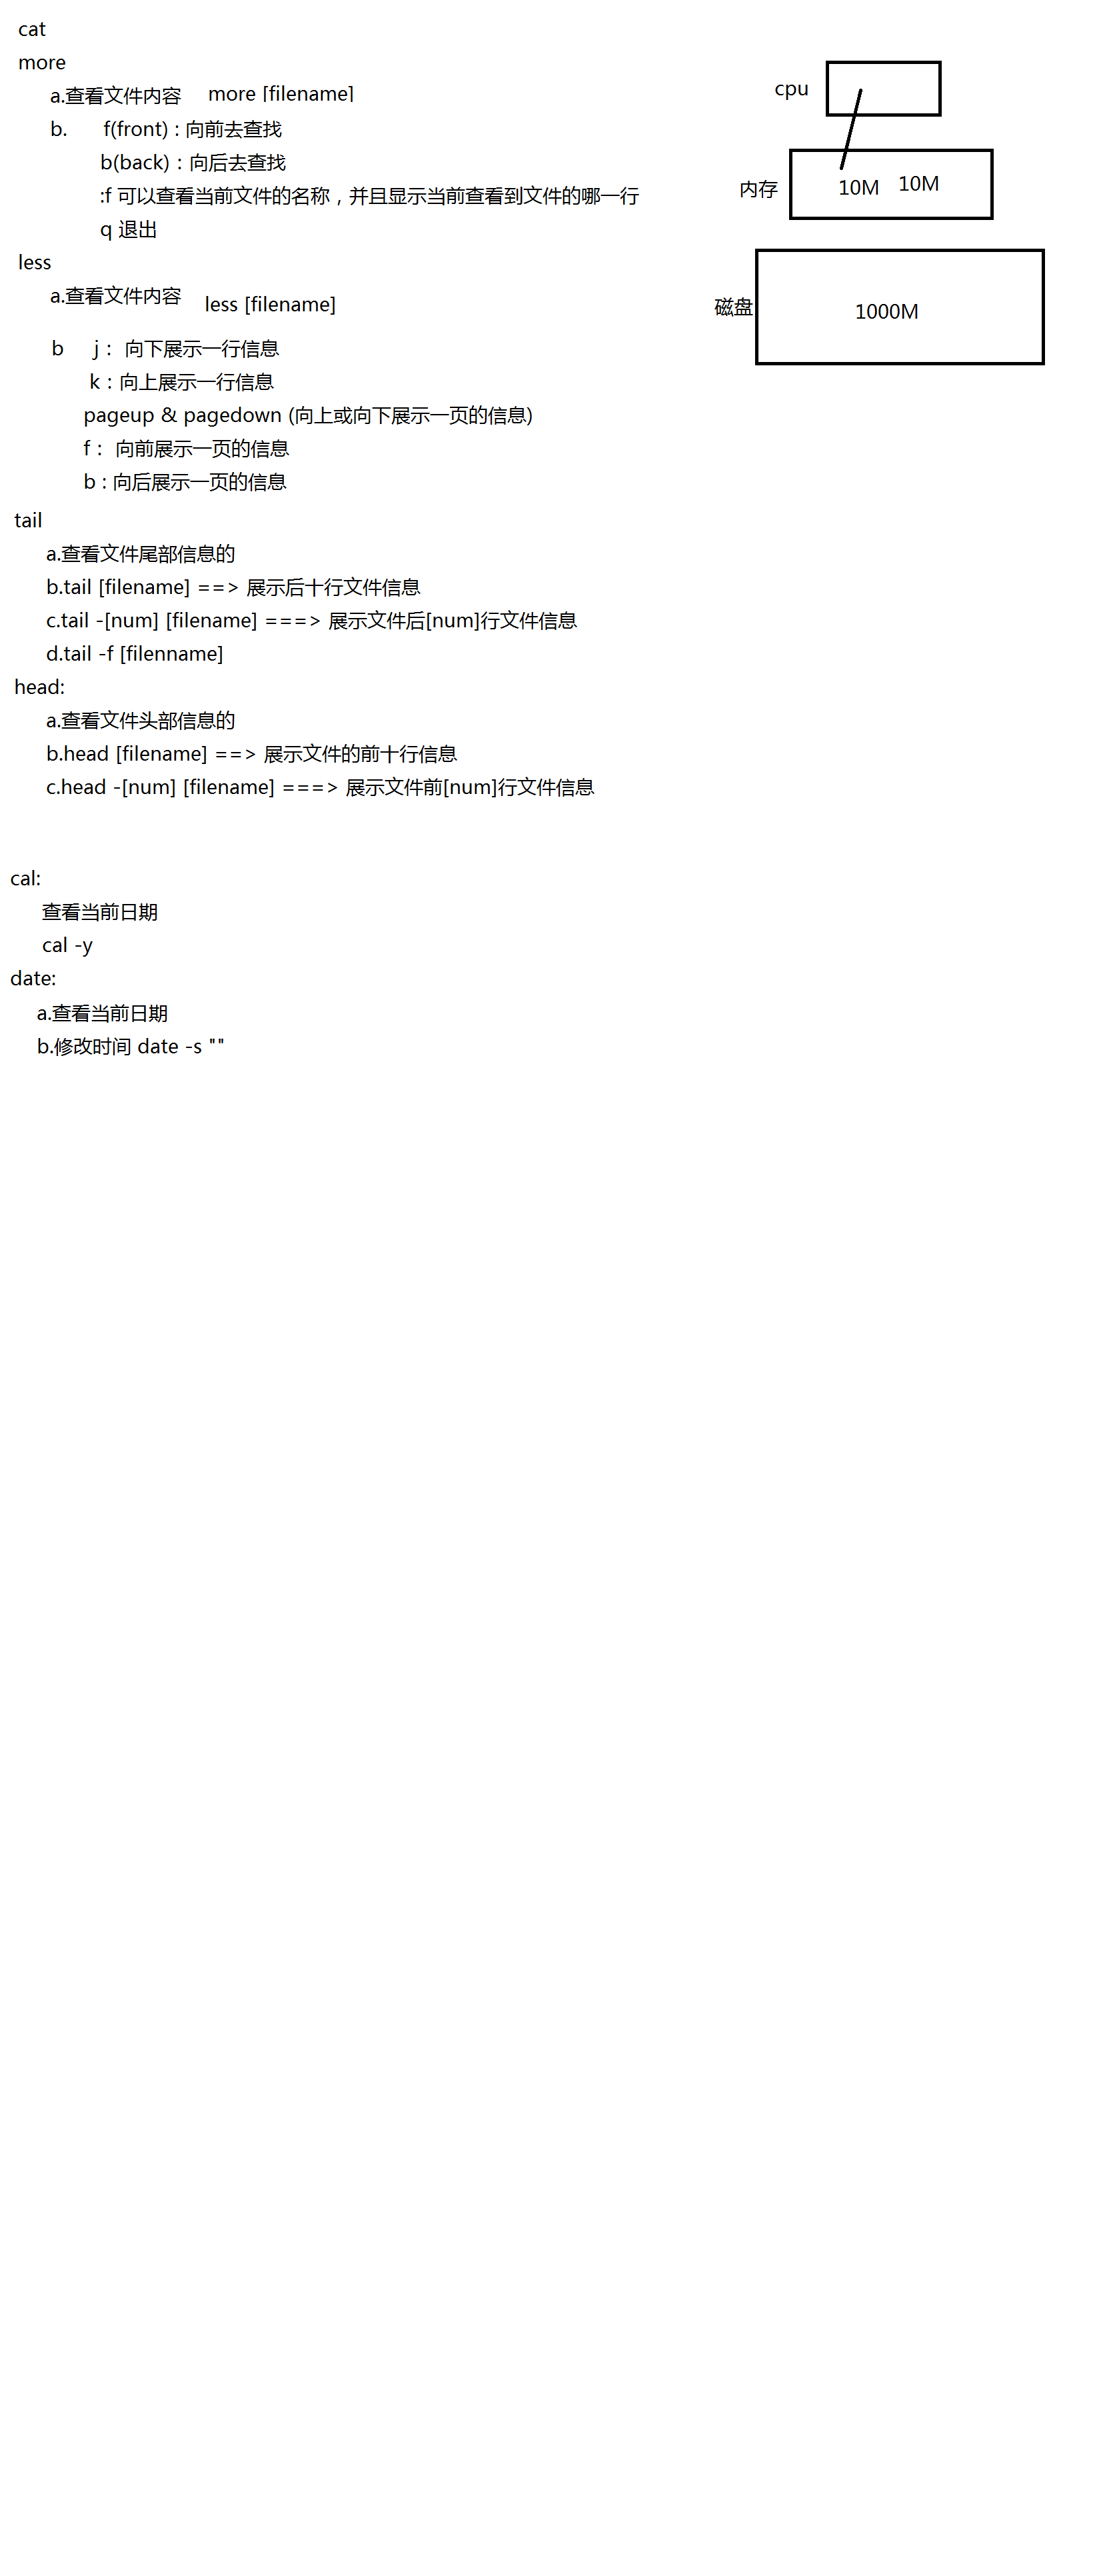 cat
more
a.查看文件内容 more [filename]
b. f(front) : 向前去查找
b(back) : 向后去查找
:f 可以查看当前文件的名称，并且显示当前查看到文件的哪一行
q 退出
less
a.查看文件内容 less [filename]
b j : 向下展示一行信息
k : 向上展示一行信息
pageup & pagedown (向上或向下展示一页的信息)
f : 向前展示一页的信息
b : 向后展示一页的信息
tail
a.查看文件尾部信息的
b.tail [filename] ==> 展示后十行文件信息
c.tail -[num] [filename] ===> 展示文件后[num]行文件信息
d.tail -f [filenname]
head:
a.查看文件头部信息的
b.head [filename] ==> 展示文件的前十行信息
c.head -[num] [filename] ===> 展示文件前[num]行文件信息
cal:
查看当前日期
cal -y
date:
a.查看当前日期
b.修改时间 date -s ""
cpu
内存 10M 10M
磁盘 1000M